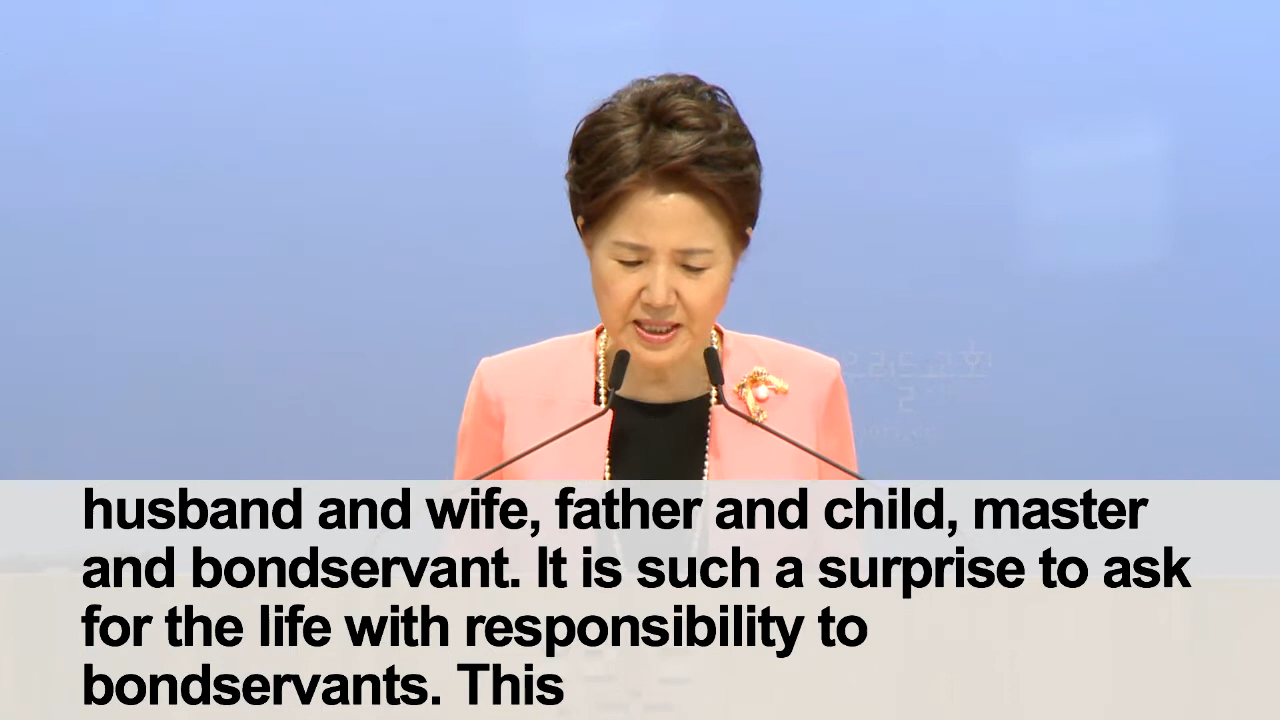 husband and wife, father and child, master
and bondservant. It is such a surprise to ask
for the life with responsibility to
bondservants. This